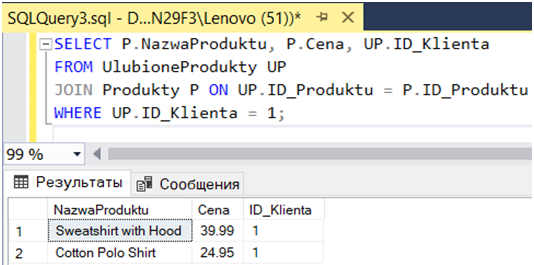 SQLQuery3.sql - D...N29F3\Lenovo (51))*
SELECT P.NazwaProduktu, P.Cena, UP.ID_Klienta
FROM UlubioneProdukty UP
JOIN Produkty P ON UP.ID_Produktu = P.ID_Produktu
WHERE UP.ID_Klienta = 1;
99 %
Результаты Сообщения
NazwaProduktu Cena ID_Klienta
1 Sweatshirt with Hood 39.99 1
2 Cotton Polo Shirt 24.95 1